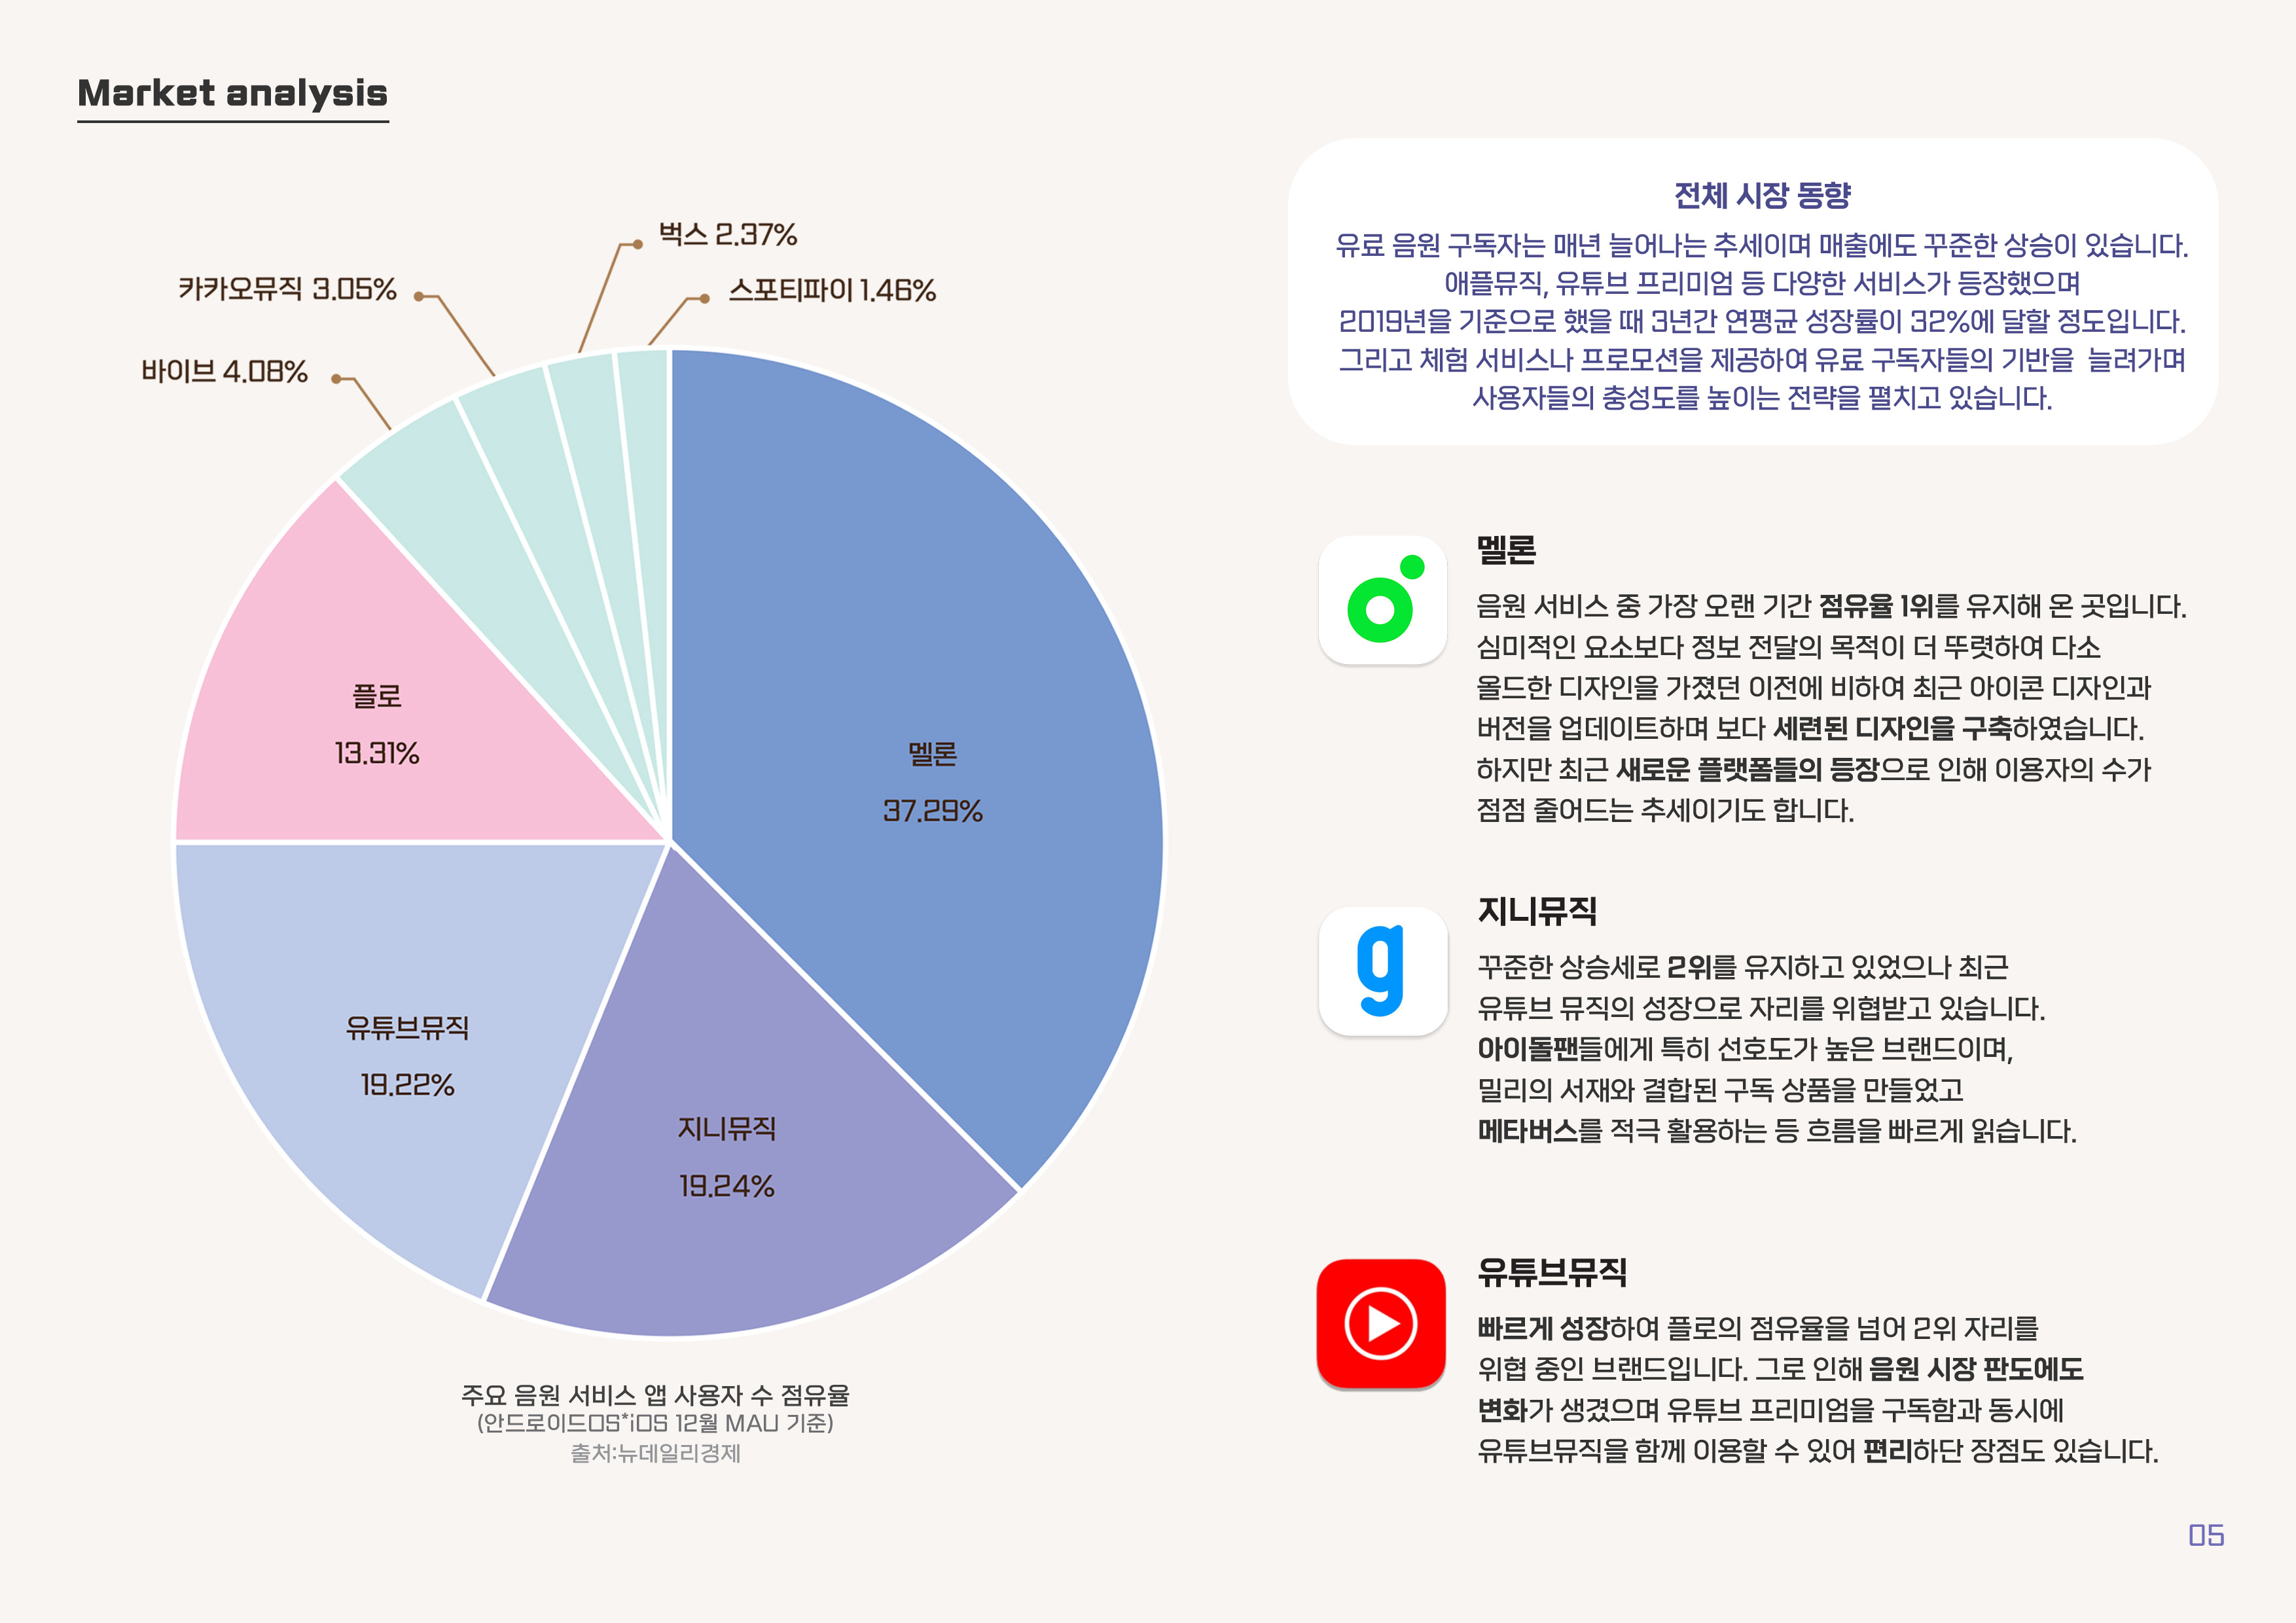 Market analysis
벅스 2.37%
카카오뮤직 3.05%
스포티파이 1.46%
바이브 4.08%
플로
13.31%
멜론
37.29%
유튜브뮤직
19.22%
지니뮤직
19.24%
주요 음원 서비스 앱 사용자 수 점유율
(안드로이드OS*iOS 12월 MAU 기준)
출처:뉴데일리경제
전체 시장 동향
유료 음원 구독자는 매년 늘어나는 추세이며 매출에도 꾸준한 상승이 있습니다.
애플뮤직, 유튜브 프리미엄 등 다양한 서비스가 등장했으며
2019년을 기준으로 했을 때 3년간 연평균 성장률이 32%에 달할 정도입니다.
그리고 체험 서비스나 프로모션을 제공하여 유료 구독자들의 기반을 늘려가며
사용자들의 충성도를 높이는 전략을 펼치고 있습니다.
멜론
음원 서비스 중 가장 오랜 기간 점유율 1위를 유지해 온 곳입니다.
심미적인 요소보다 정보 전달의 목적이 더 뚜렷하여 다소
올드한 디자인을 가졌던 이전에 비하여 최근 아이콘 디자인과
버전을 업데이트하며 보다 세련된 디자인을 구축하였습니다.
하지만 최근 새로운 플랫폼들의 등장으로 인해 이용자의 수가
점점 줄어드는 추세이기도 합니다.
지니뮤직
꾸준한 상승세로 2위를 유지하고 있었으나 최근
유튜브 뮤직의 성장으로 자리를 위협받고 있습니다.
아이돌팬들에게 특히 선호도가 높은 브랜드이며,
밀리의 서재와 결합된 구독 상품을 만들었고
메타버스를 적극 활용하는 등 흐름을 빠르게 읽습니다.
유튜브뮤직
빠르게 성장하여 플로의 점유율을 넘어 2위 자리를
위협 중인 브랜드입니다. 그로 인해 음원 시장 판도에도
변화가 생겼으며 유튜브 프리미엄을 구독함과 동시에
유튜브뮤직을 함께 이용할 수 있어 편리하단 장점도 있습니다.
05